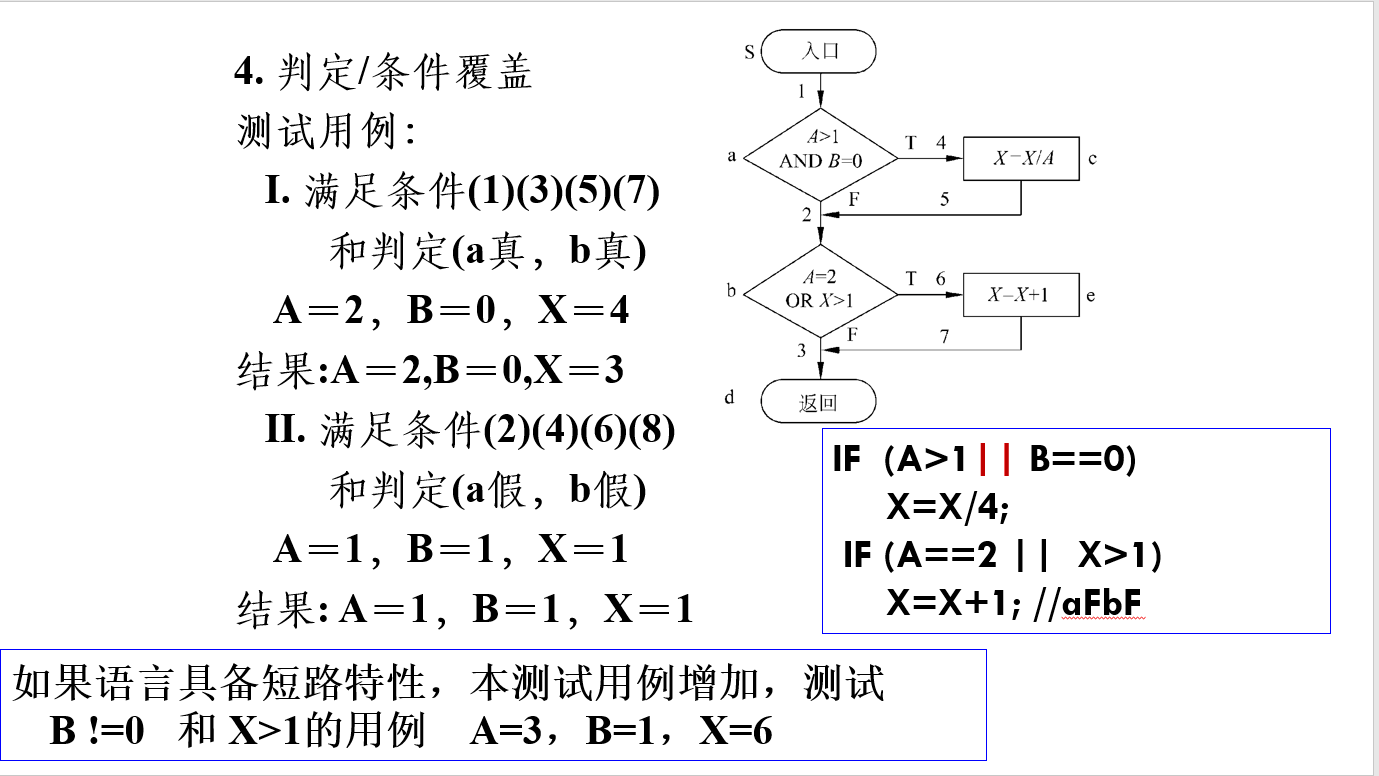 4. 判定/条件覆盖
测试用例：
I. 满足条件(1)(3)(5)(7)
和判定(a真，b真)
A＝2，B＝0，X＝4
结果:A＝2,B＝0,X＝3
II. 满足条件(2)(4)(6)(8)
和判定(a假，b假)
A＝1，B＝1，X＝1
结果: A＝1，B＝1，X＝1
S
入口
1
a
A>1
AND B=0
T 4
X−X/A
c
F
5
2
b
A=2
OR X>1
T 6
X−X+1
e
F
7
3
d
返回
IF (A>1|| B==0)
X=X/4;
IF (A==2 || X>1)
X=X+1; //aFbF
如果语言具备短路特性，本测试用例增加，测试
B !=0 和 X>1的用例 A=3，B=1，X=6